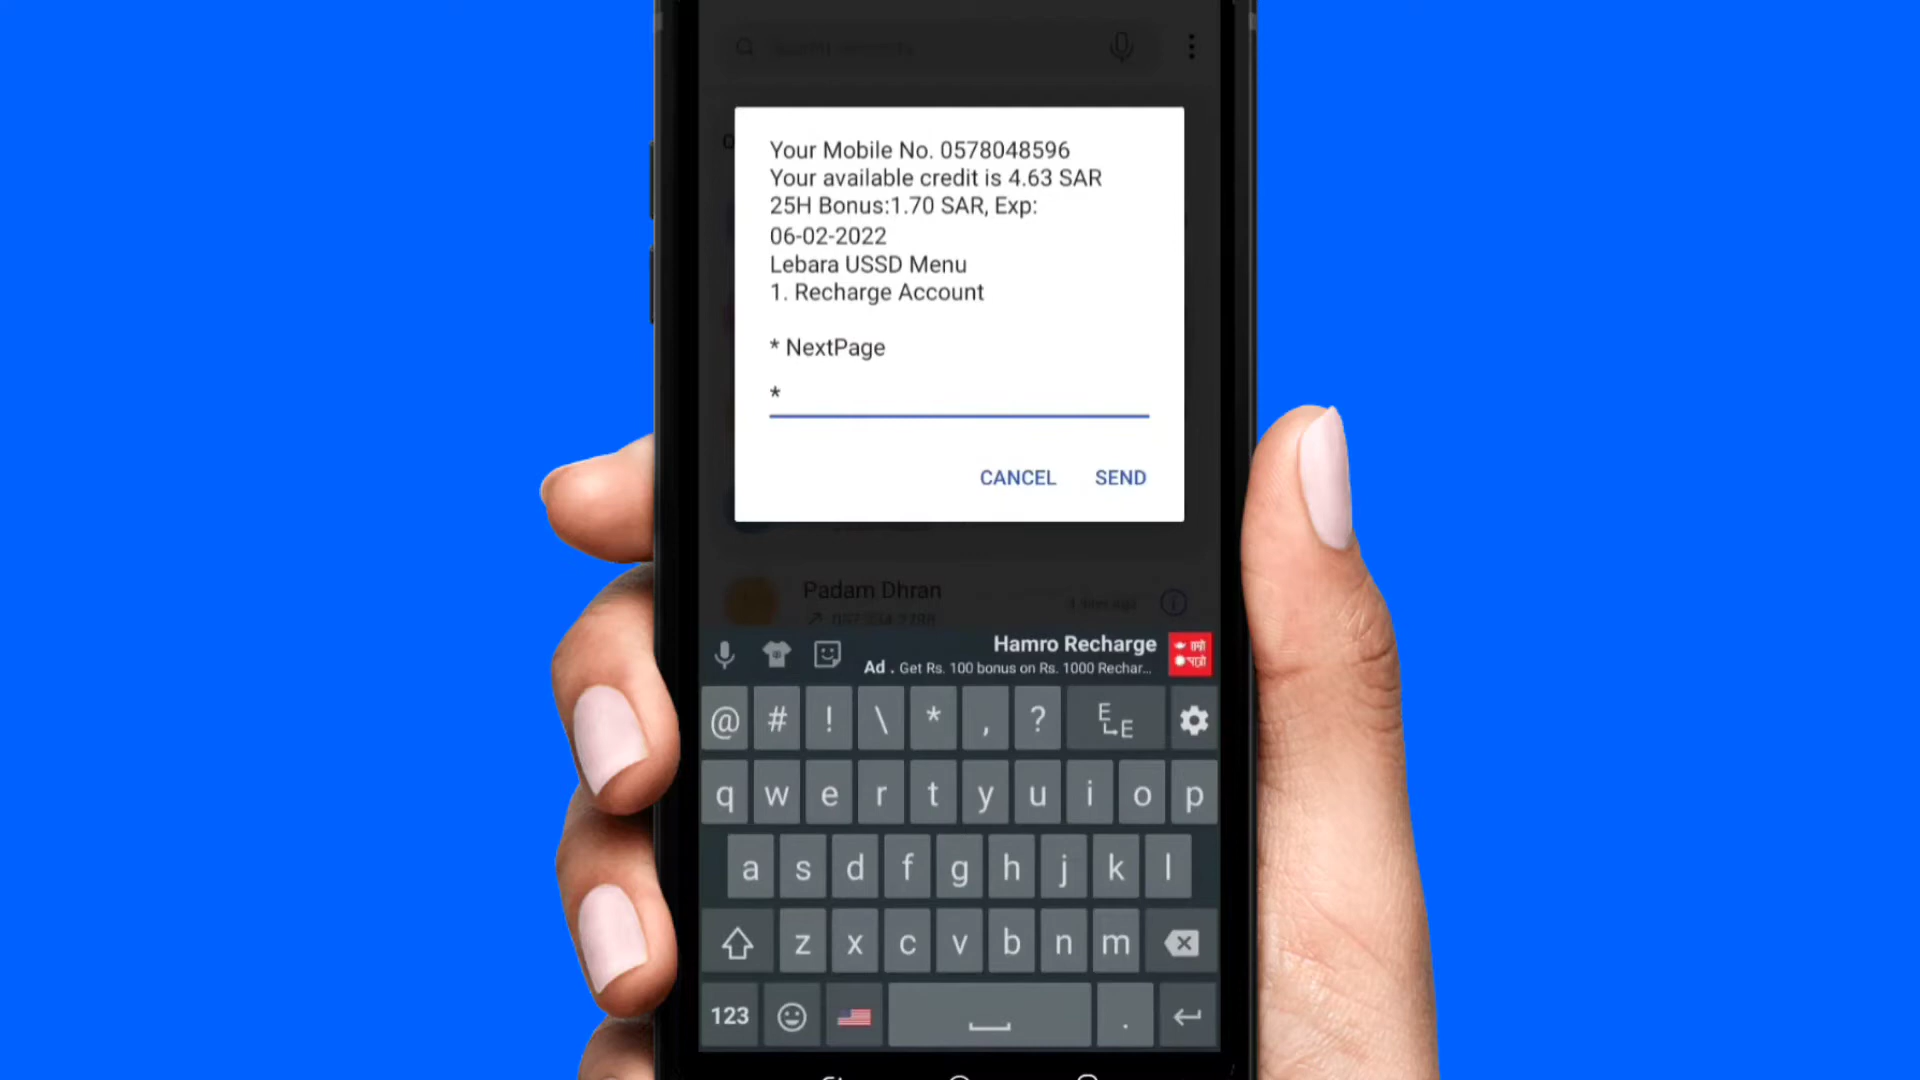 Your Mobile No. 0578048596
Your available credit is 4.63 SAR
25H Bonus:1.70 SAR, Exp:
06-02-2022
Lebara USSD Menu
1. Recharge Account
* NextPage
*
CANCEL SEND
Padam Dhran
Hamro Recharge
Ad . Get Rs. 100 bonus on Rs. 1000 Rechar...
@ # ! \ * , ? E E
q w e r t y u i o p
a s d f g h j k l
z x c v b n m
123 .